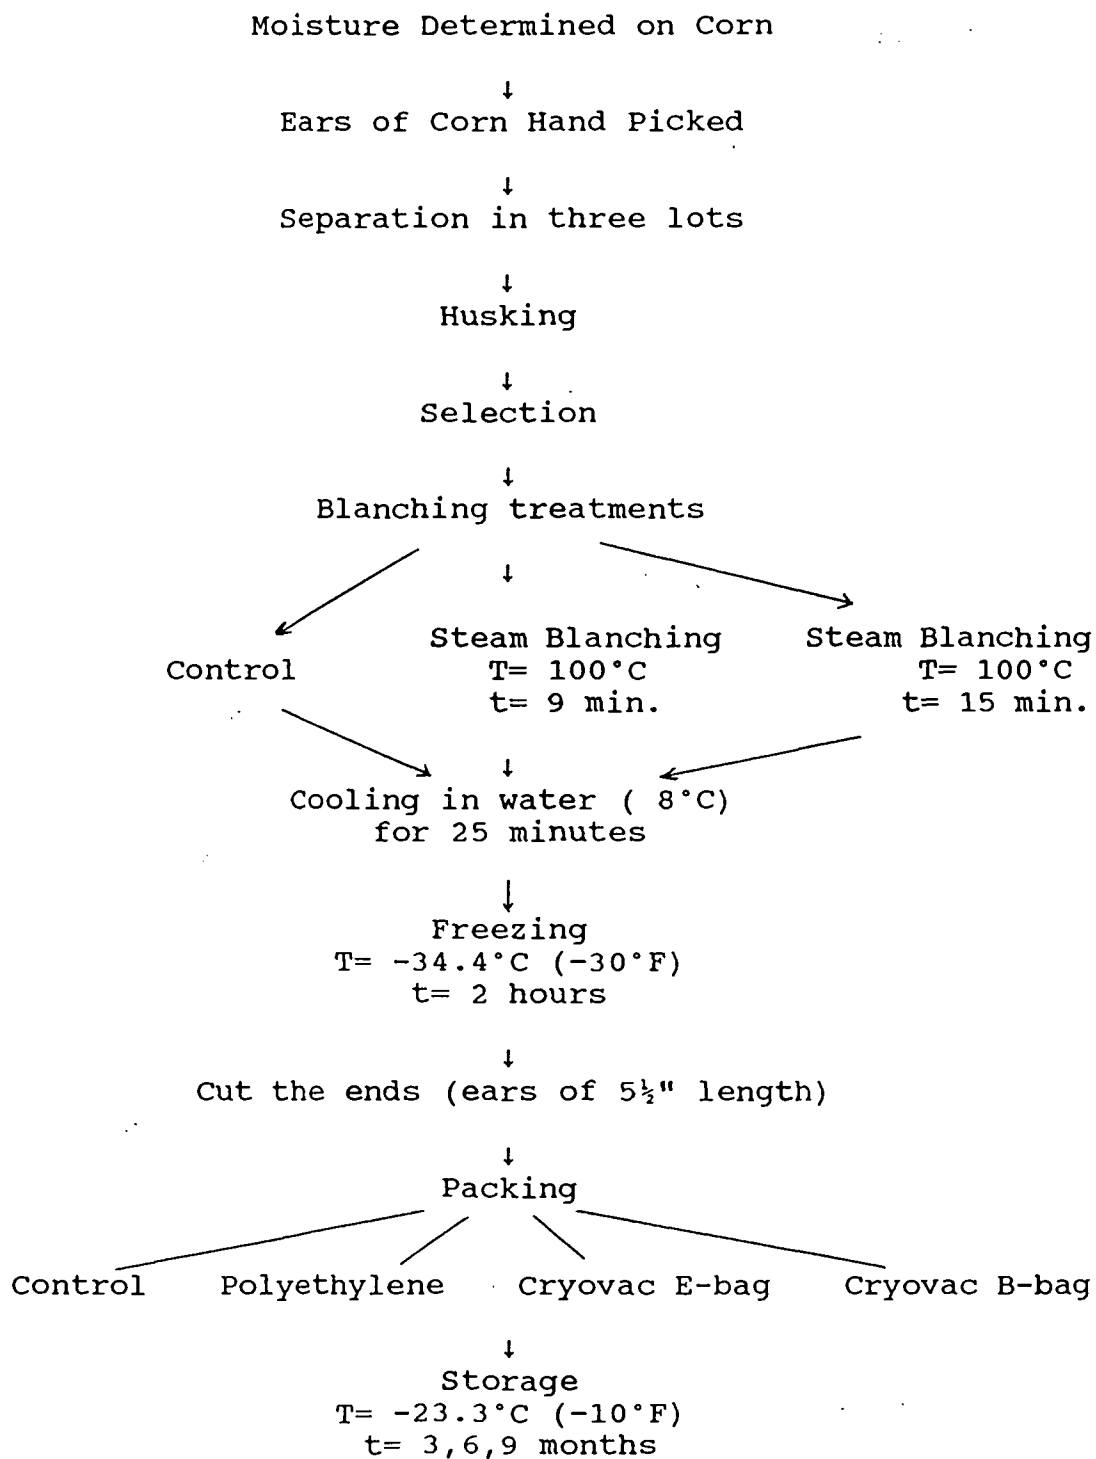 Moisture Determined on Corn
↓
Ears of Corn Hand Picked
↓
Separation in three lots
↓
Husking
↓
Selection
↓
Blanching treatments
↓
Control
Steam Blanching
T= 100°C
t= 9 min.
Steam Blanching
T= 100°C
t= 15 min.
↓
Cooling in water ( 8°C)
for 25 minutes
↓
Freezing
T= -34.4°C (-30°F)
t= 2 hours
↓
Cut the ends (ears of 5½" length)
↓
Packing
Control Polyethylene Cryovac E-bag Cryovac B-bag
↓
Storage
T= -23.3°C (-10°F)
t= 3,6,9 months